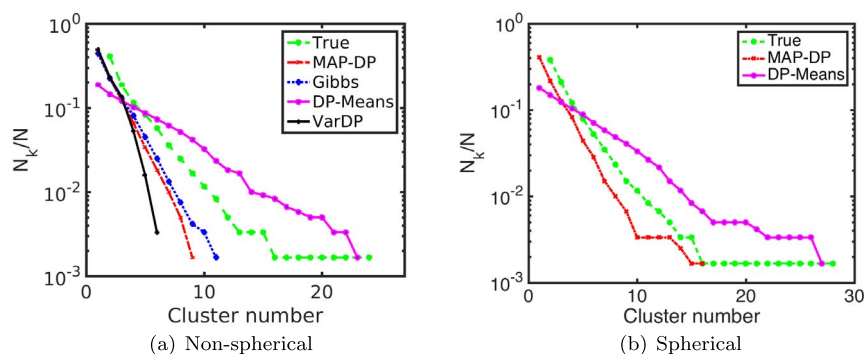 10^0
10^-1
10^-2
10^-3
N_k/N
True
MAP-DP
Gibbs
DP-Means
VarDP
0 10 20
Cluster number
(a) Non-spherical
10^0
10^-1
10^-2
10^-3
N_k/N
True
MAP-DP
DP-Means
0 10 20 30
Cluster number
(b) Spherical